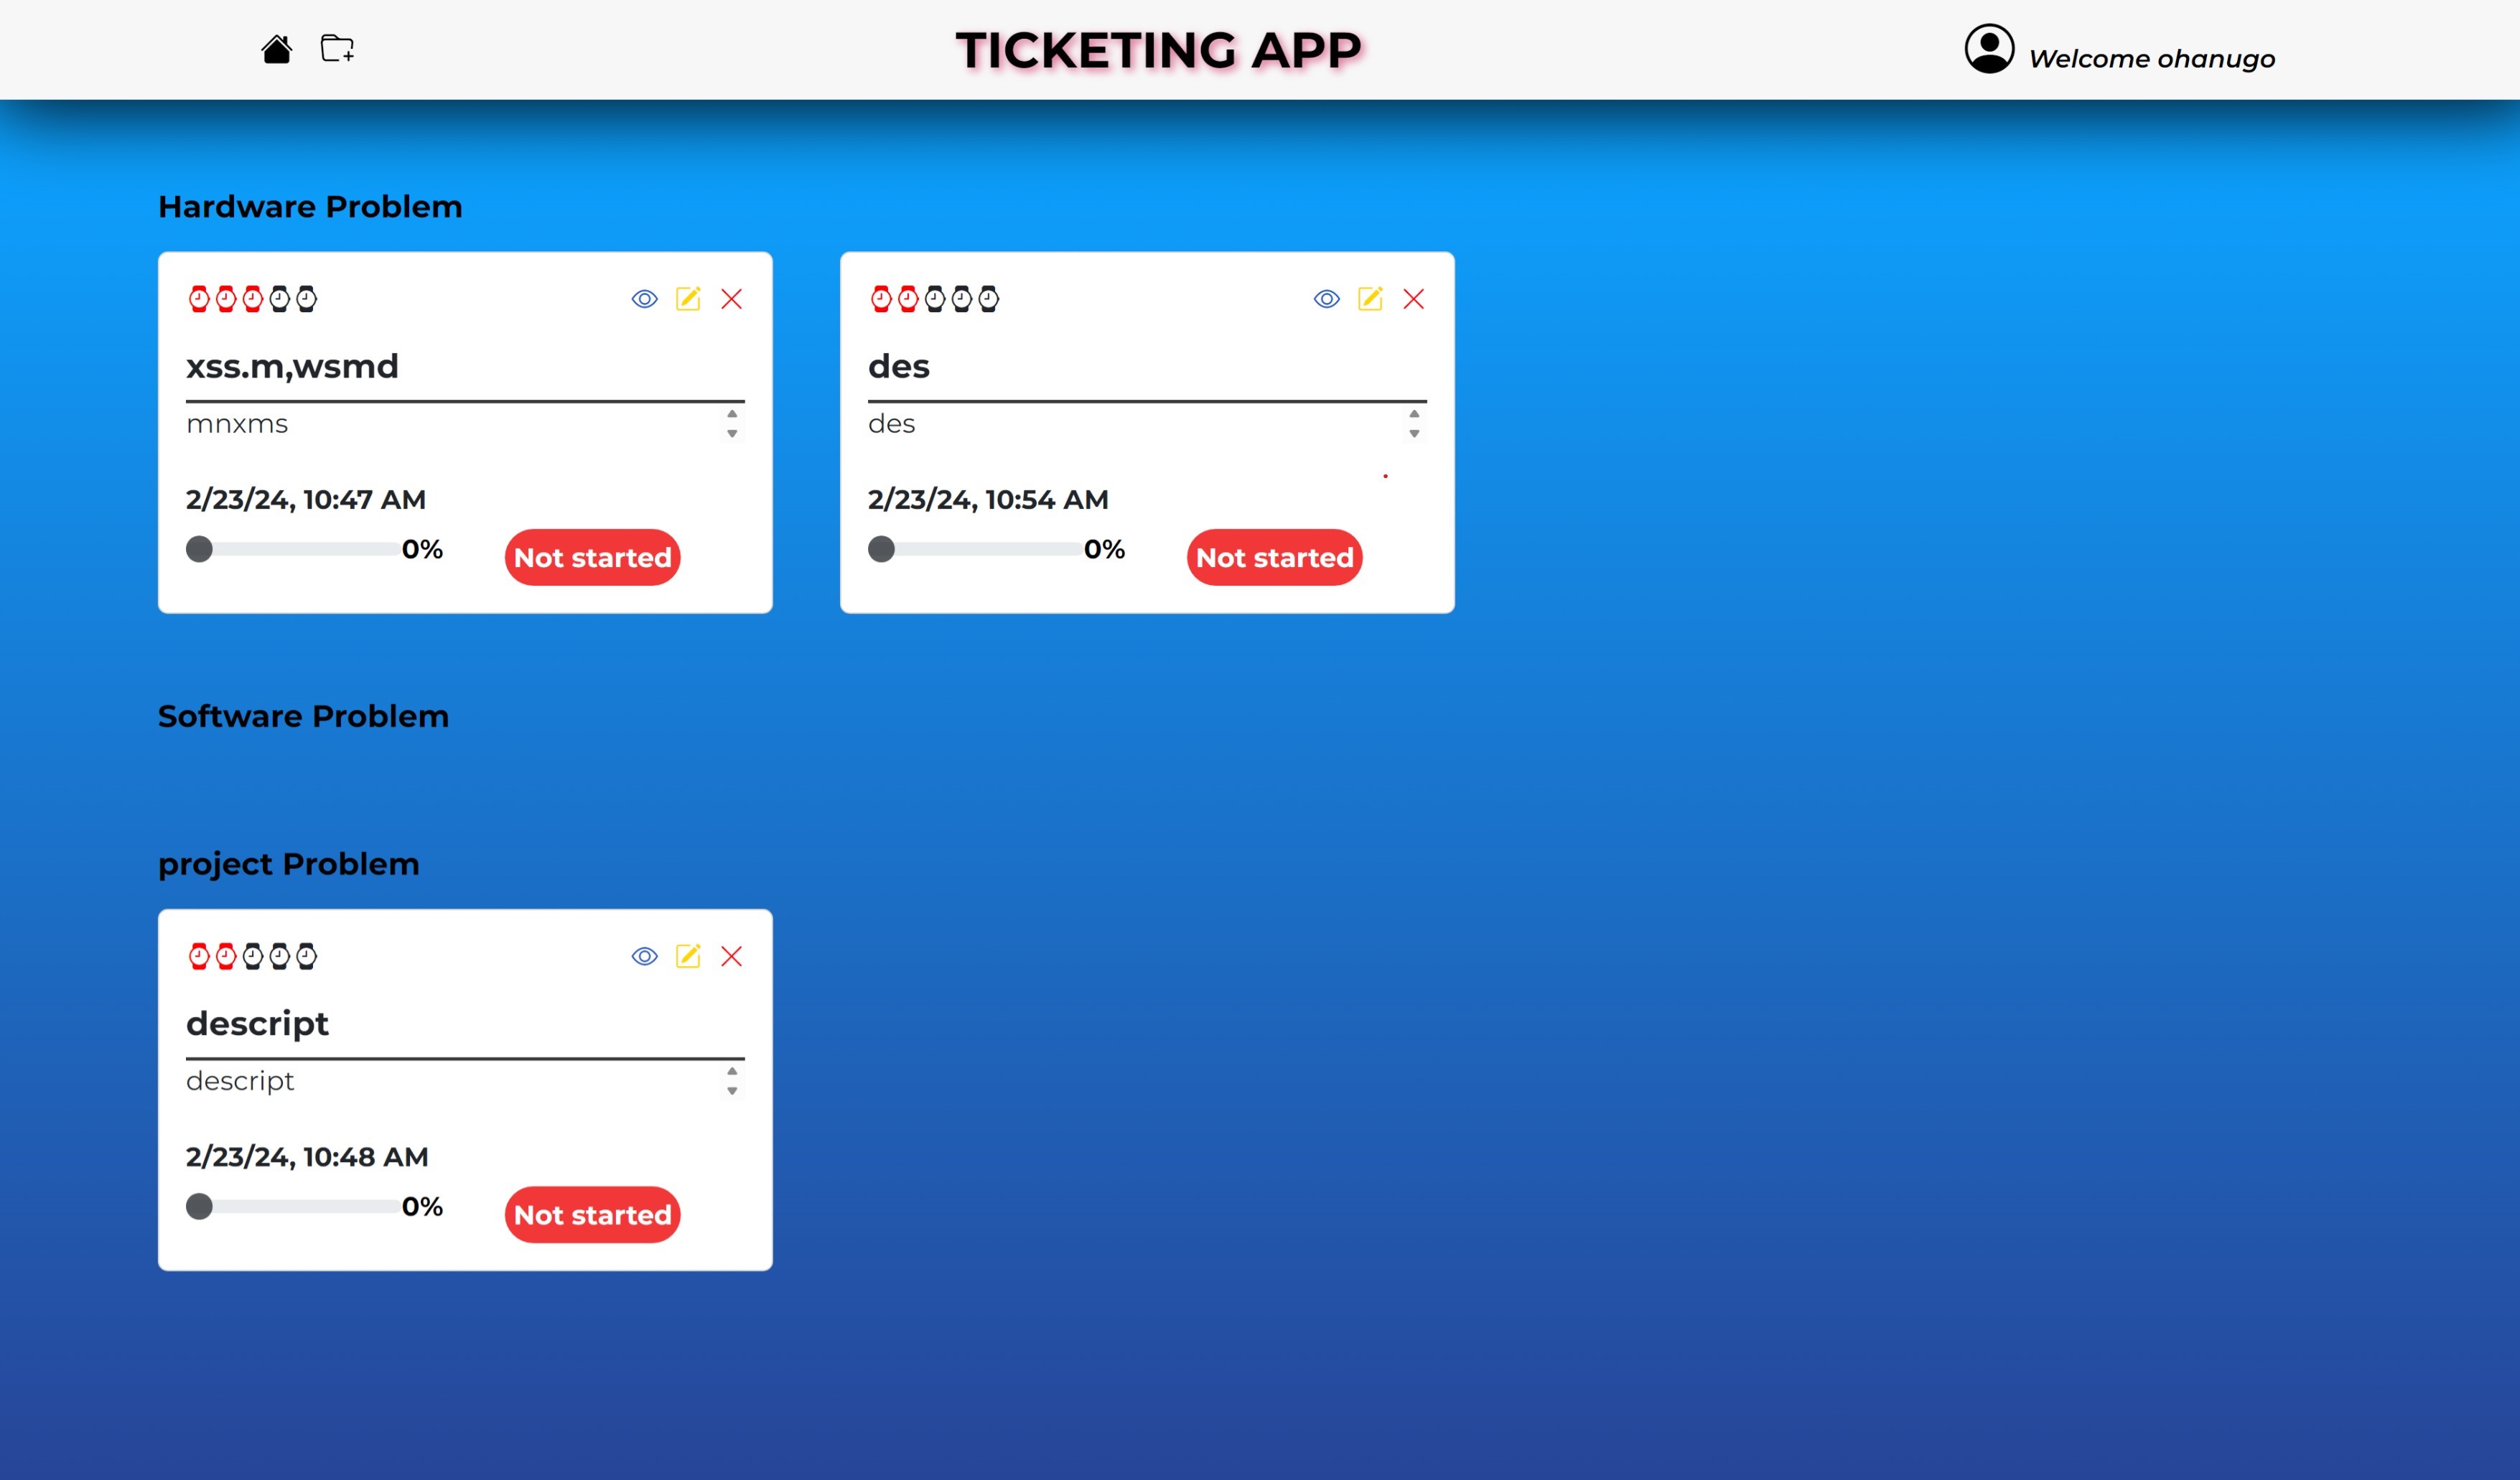 TICKETING APP
Welcome ohanugo
Hardware Problem
xss.m,wsmd
mnxms
2/23/24, 10:47 AM
0%
Not started
des
des
2/23/24, 10:54 AM
0%
Not started
Software Problem
project Problem
descript
descript
2/23/24, 10:48 AM
0%
Not started